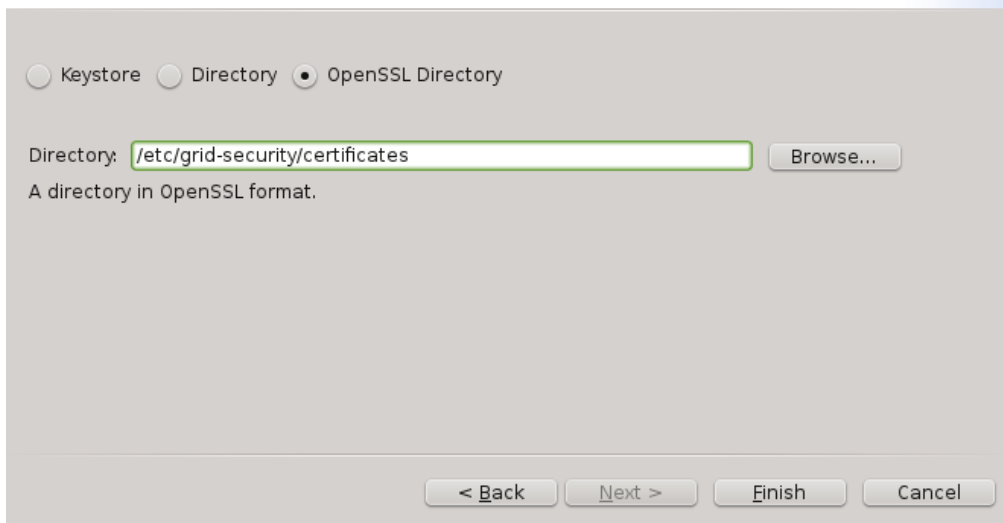 Keystore Directory OpenSSL Directory
Directory: /etc/grid-security/certificates Browse...
A directory in OpenSSL format.
< Back Next > Finish Cancel